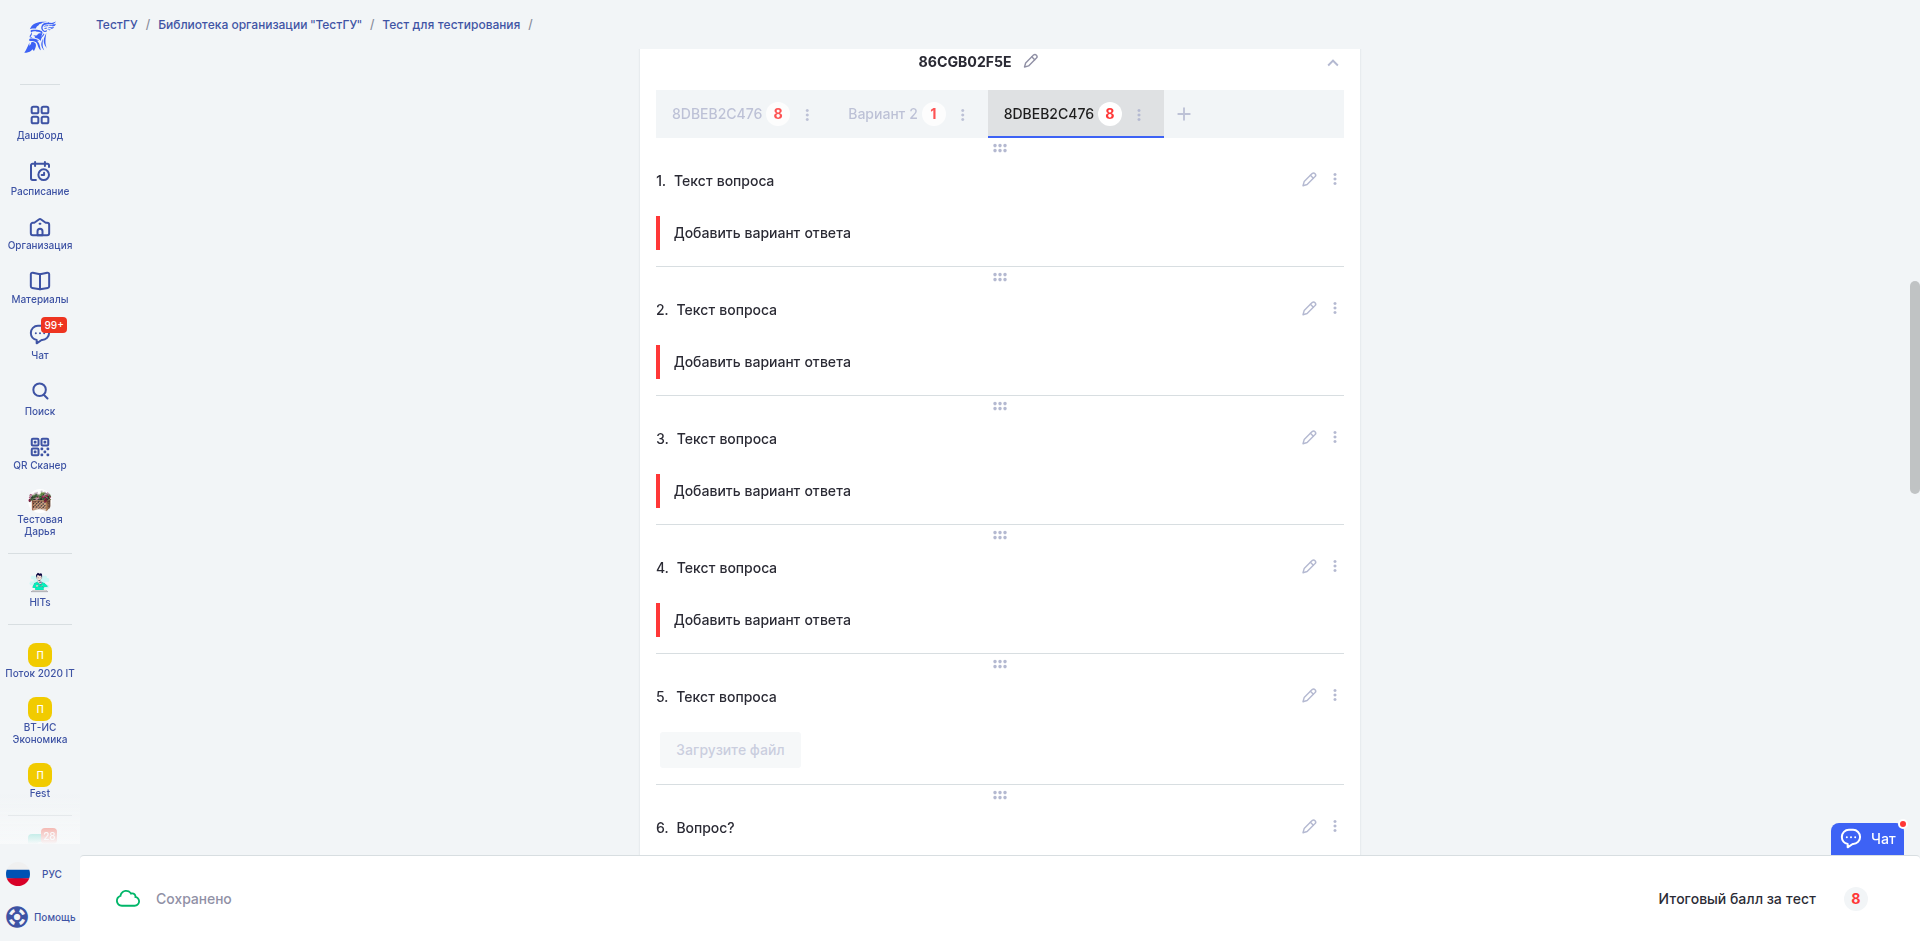 ТестГУ / Библиотека организации "ТестГУ" / Тест для тестирования /
Дашборд
Расписание
Организация
Материалы
99+
Чат
Поиск
QR Сканер
Тестовая
Дарья
HITs
П
Поток 2020 IT
П
ВТ-ИС
Экономика
П
Fest
28
РУС
Помощь
86CGB02F5E
8DBEB2C476 8 Вариант 2 1 8DBEB2C476 8
1. Текст вопроса
Добавить вариант ответа
2. Текст вопроса
Добавить вариант ответа
3. Текст вопроса
Добавить вариант ответа
4. Текст вопроса
Добавить вариант ответа
5. Текст вопроса
Загрузите файл
6. Вопрос?
Чат
Сохранено
Итоговый балл за тест 8